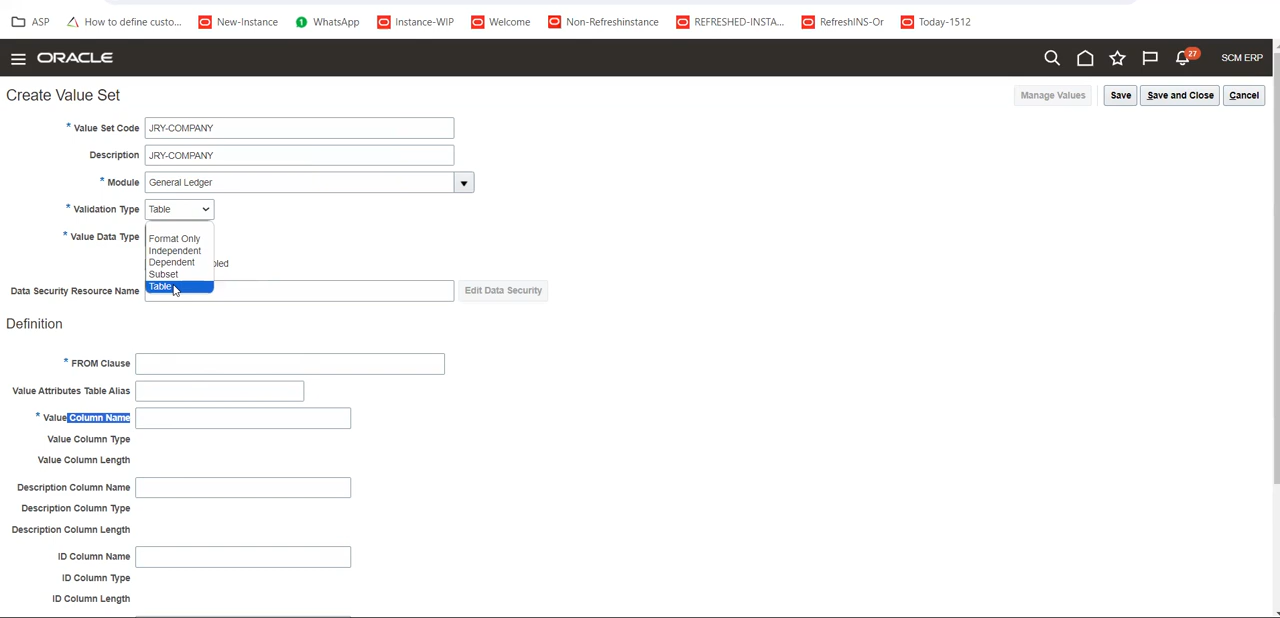 ASP How to define custo... New-Instance 1 WhatsApp Instance-WIP Welcome Non-Refreshinstance REFRESHED-INSTA... RefreshINS-Or Today-1512
ORACLE 27 SCM ERP
Create Value Set Manage Values Save Save and Close Cancel
* Value Set Code JRY-COMPANY
Description JRY-COMPANY
* Module General Ledger
* Validation Type Table
* Value Data Type
Format Only
Independent
Dependent
Subset
Table
bled
Data Security Resource Name Edit Data Security
Definition
* FROM Clause
Value Attributes Table Alias
* Value Column Name
Value Column Type
Value Column Length
Description Column Name
Description Column Type
Description Column Length
ID Column Name
ID Column Type
ID Column Length